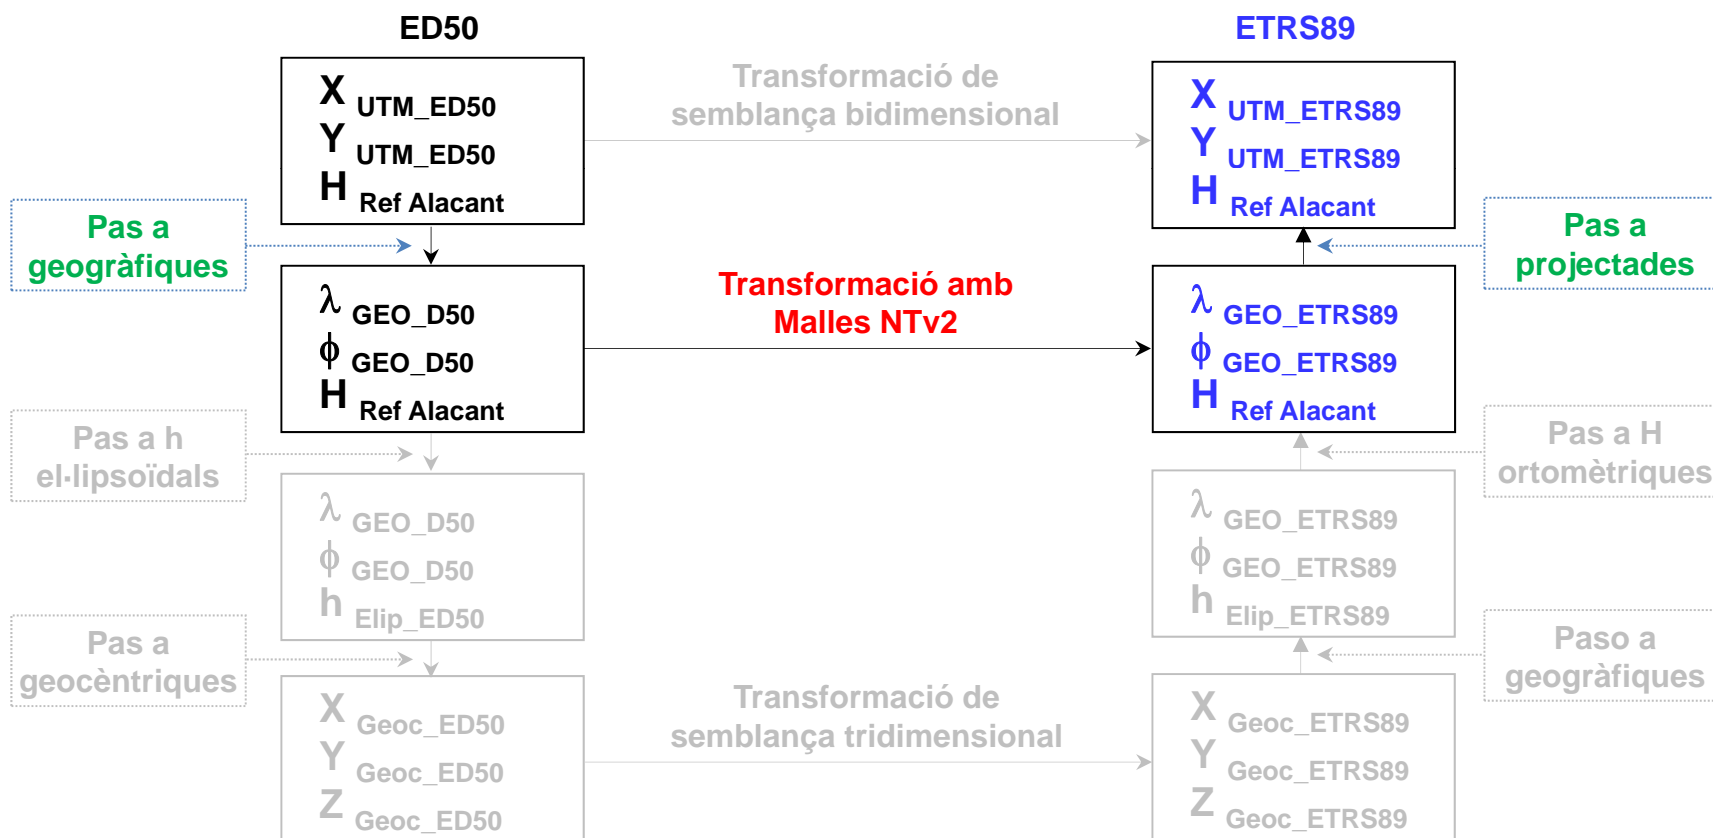 ED50
ETRS89
X UTM_ED50
Y UTM_ED50
H Ref Alacant
Transformació de
semblança bidimensional
X UTM_ETRS89
Y UTM_ETRS89
H Ref Alacant
Pas a
geogràfiques
Pas a
projectades
λ GEO_D50
ϕ GEO_D50
H Ref Alacant
Transformació amb
Malles NTv2
λ GEO_ETRS89
ϕ GEO_ETRS89
H Ref Alacant
Pas a h
el·lipsoïdals
Pas a H
ortomètriques
λ GEO_D50
ϕ GEO_D50
h Elip_ED50
λ GEO_ETRS89
ϕ GEO_ETRS89
h Elip_ETRS89
Pas a
geocèntriques
Paso a
geogràfiques
X Geoc_ED50
Y Geoc_ED50
Z Geoc_ED50
Transformació de
semblança tridimensional
X Geoc_ETRS89
Y Geoc_ETRS89
Z Geoc_ETRS89